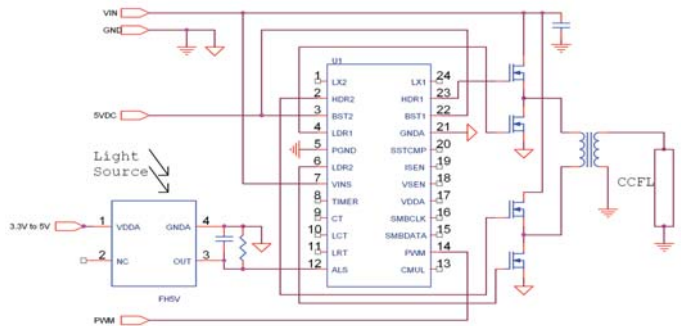 VIN
GND
U1
1 LX2 LX1 24
2 HDR2 HDR1 23
5VDC 3 BST2 BST1 22
4 LDR1 GNDA 21
5 PGND SSTCMP 20
6 LDR2 ISEN 19
7 VINS VSEN 18
8 TIMER VDDA 17
9 CT SMBCLK 16
10 LCT SMBDATA 15
11 LRT PWM 14
12 ALS CMUL 13
Light
Source
CCFL
3.3V to 5V 1 VDDA GNDA 4
2 NC OUT 3
FH5V
PWM